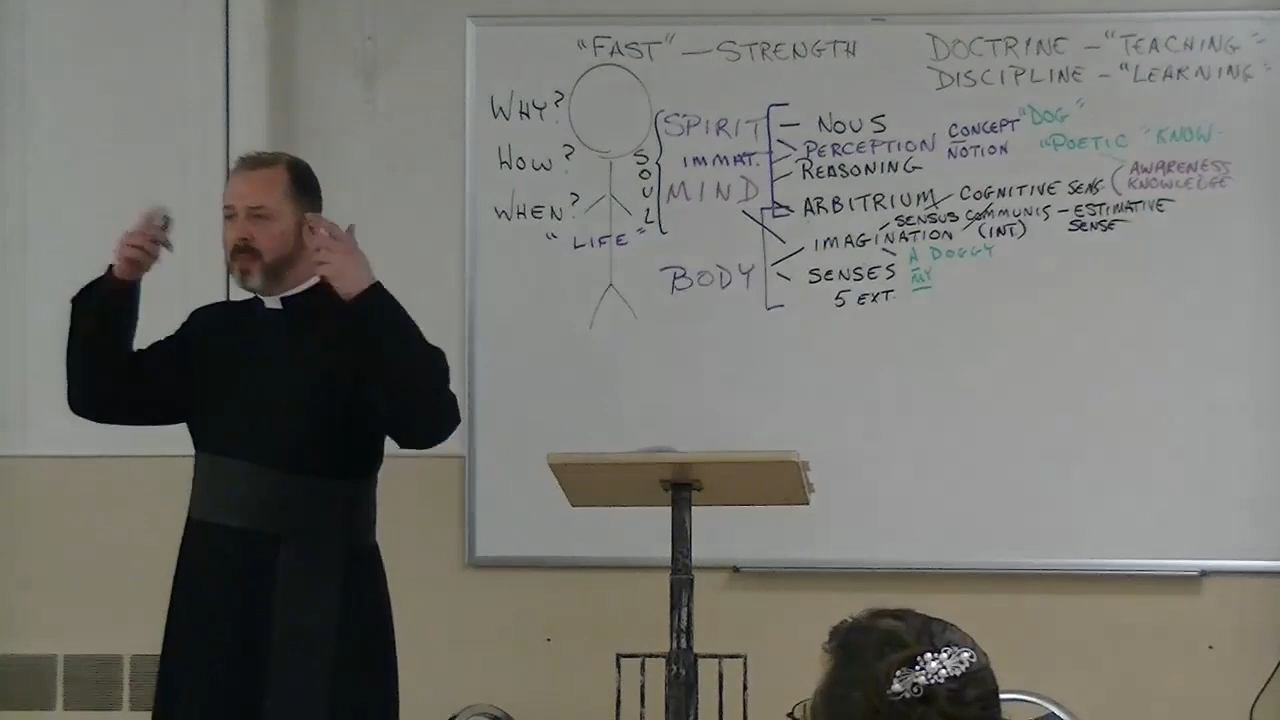 "FAST" — STRENGTH
DOCTRINE - "TEACHING"
DISCIPLINE - "LEARNING"
WHY?
HOW?
WHEN?
"LIFE"
SOUL
SPIRIT
IMMAT.
MIND
BODY
NOUS
PERCEPTION CONCEPT "DOG"
NOTION
"POETIC "KNOW-
REASONING
AWARENESS
KNOWLEDGE
ARBITRIUM COGNITIVE SENS.
SENSUS COMMUNIS - ESTIMATIVE
SENSE
IMAGINATION (INT)
A DOGGY
MY
SENSES
5 EXT.